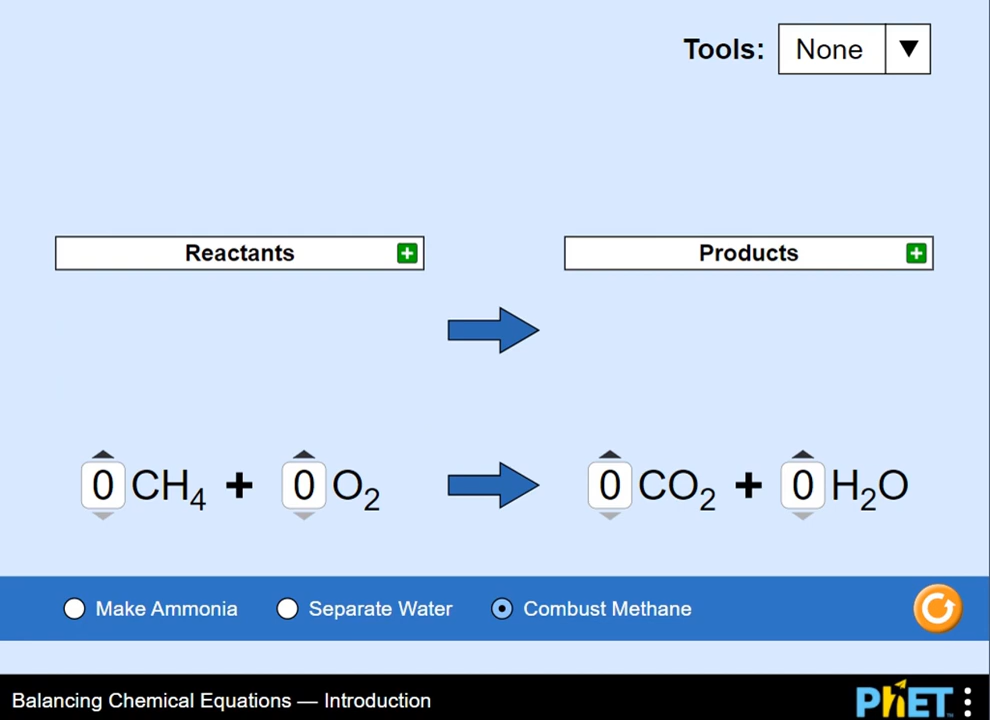 Tools: None ▼
Reactants Products
0 CH₄ + 0 O₂ 0 CO₂ + 0 H₂O
Make Ammonia Separate Water Combust Methane
Balancing Chemical Equations — Introduction PhET